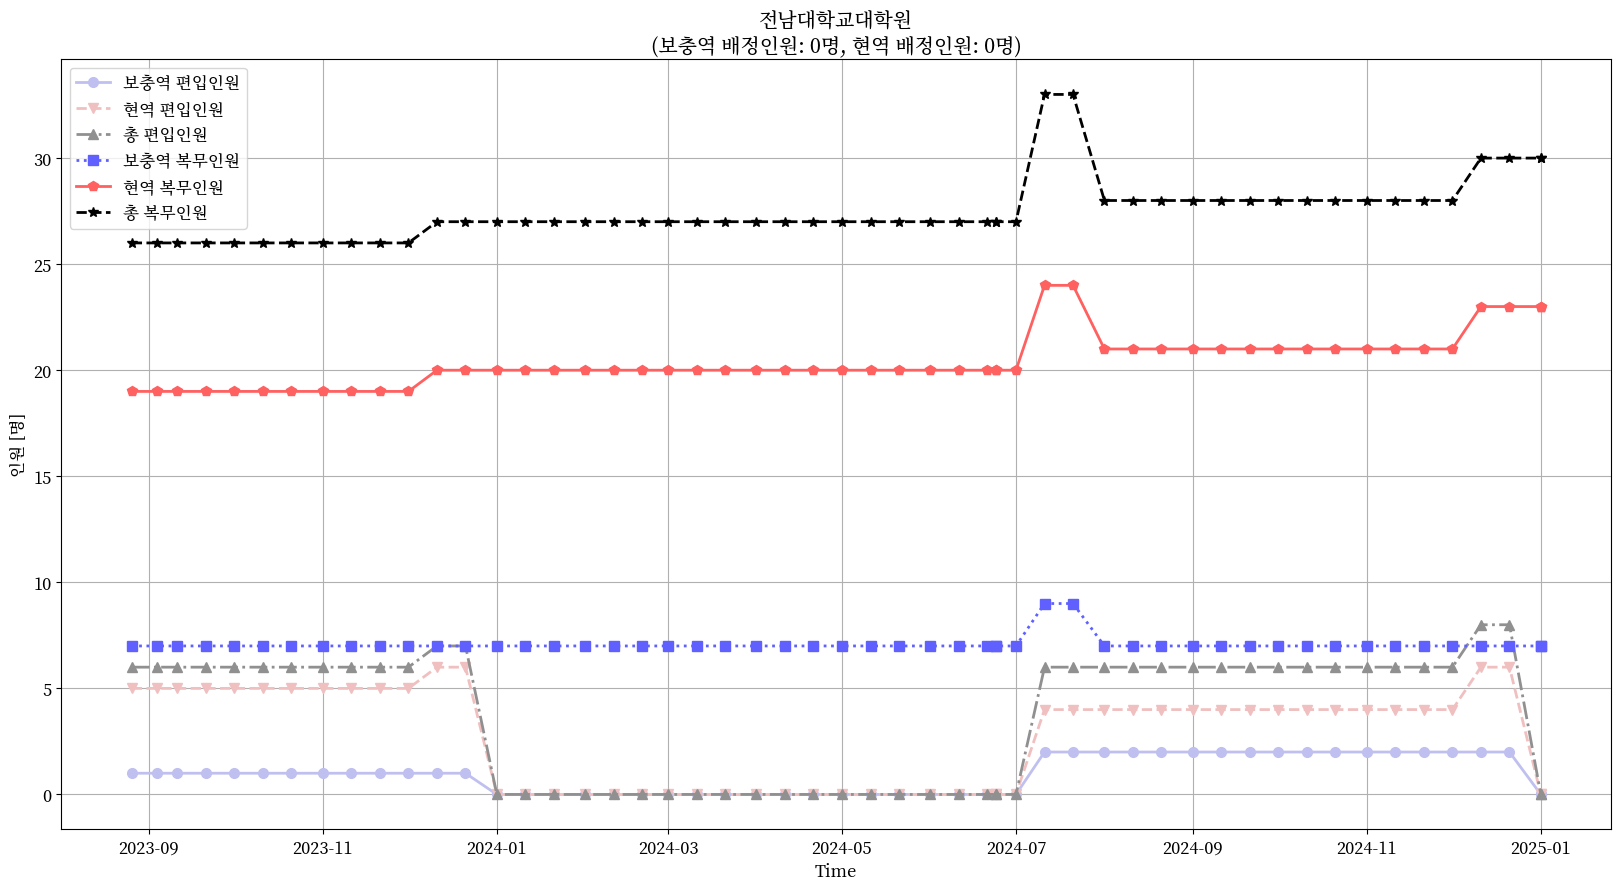 전남대학교대학원
(보충역 배정인원: 0명, 현역 배정인원: 0명)
보충역 편입인원
현역 편입인원
총 편입인원
보충역 복무인원
현역 복무인원
총 복무인원
인원 [명]
30
25
20
15
10
5
0
2023-09
2023-11
2024-01
2024-03
2024-05
2024-07
2024-09
2024-11
2025-01
Time